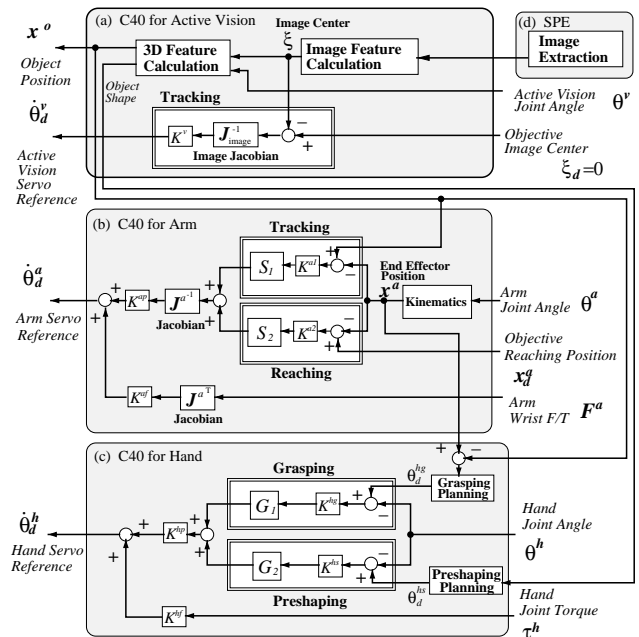 (a) C40 for Active Vision
x^o
Object
Position
3D Feature
Calculation
Image Center
ξ
Image Feature
Calculation
(d) SPE
Image
Extraction
Object
Shape
Active Vision
Joint Angle
θ^v
Tracking
θ̇_d^v
K^v
J_image^-1
Image Jacobian
−
+
Objective
Image Center
ξ_d=0
Active
Vision
Servo
Reference
(b) C40 for Arm
Tracking
S_1
K^a1
+
−
End Effector
Position
x^a
Kinematics
Arm
Joint Angle
θ^a
θ̇_d^a
Arm Servo
Reference
+
+
K^ap
J^a-1
Jacobian
+
+
S_2
K^a2
−
+
Reaching
Objective
Reaching Position
x_d^a
K^af
J^aT
Jacobian
Arm
Wrist F/T
F^a
+
−
(c) C40 for Hand
Grasping
G_1
K^hg
+
−
θ_d^hg
Grasping
Planning
θ̇_d^h
Hand Servo
Reference
+
+
K^hp
+
+
Hand
Joint Angle
θ^h
G_2
K^hs
−
+
θ_d^hs
Preshaping
Planning
Preshaping
K^hf
Hand
Joint Torque
τ^h